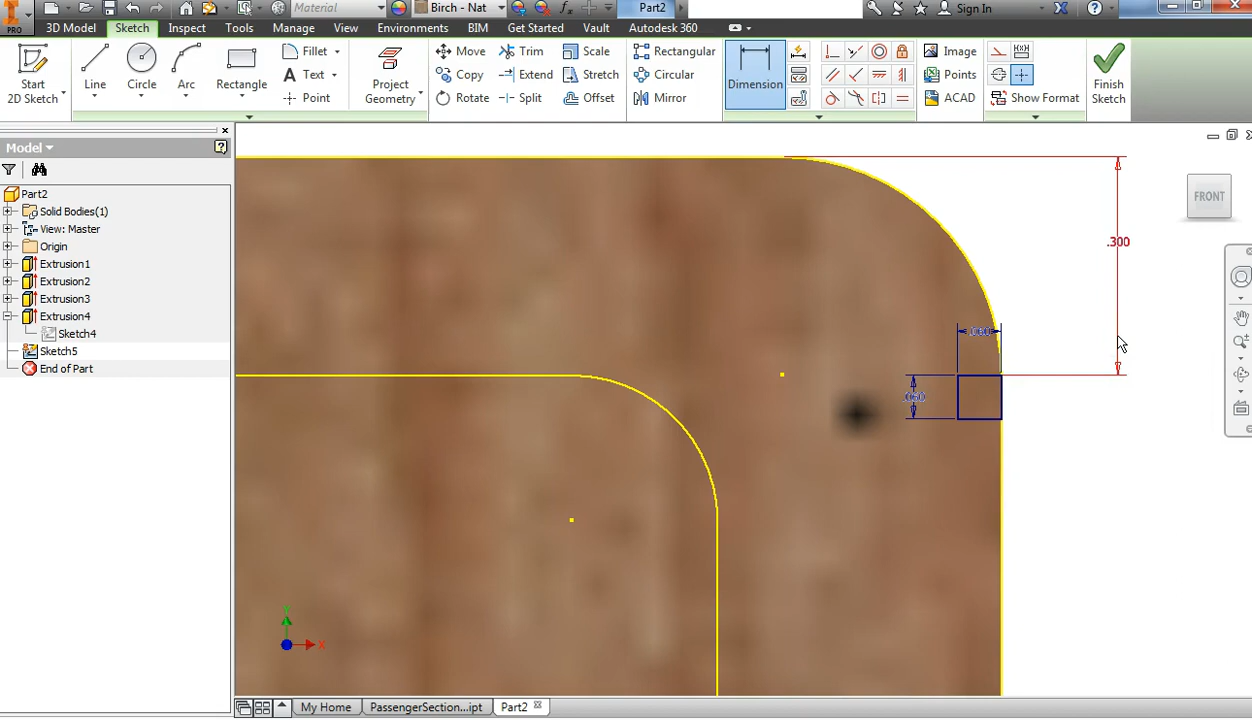 Material
Birch - Nat
Part2
Sign In
PRO
3D Model
Sketch
Inspect
Tools
Manage
View
Environments
BIM
Get Started
Vault
Autodesk 360
Start
2D Sketch
Line
Circle
Arc
Rectangle
Fillet
Text
Point
Project
Geometry
Move
Copy
Rotate
Trim
Extend
Split
Scale
Stretch
Offset
Rectangular
Circular
Mirror
Dimension
Image
Points
ACAD
Show Format
Finish
Sketch
Model
Part2
Solid Bodies(1)
View: Master
Origin
Extrusion1
Extrusion2
Extrusion3
Extrusion4
Sketch4
Sketch5
End of Part
FRONT
.300
.060
.060
Y
X
My Home
PassengerSection...ipt
Part2